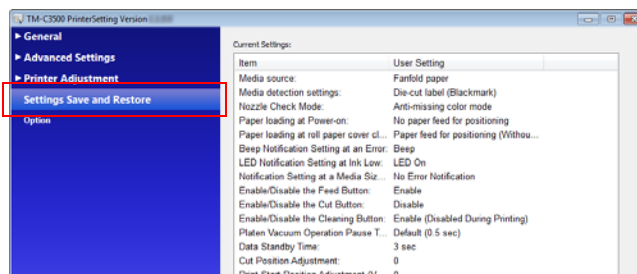 TM-C3500 PrinterSetting Version
General
Advanced Settings
Printer Adjustment
Settings Save and Restore
Option
Current Settings:
Item User Setting
Media source: Fanfold paper
Media detection settings: Die-cut label (Blackmark)
Nozzle Check Mode: Anti-missing color mode
Paper loading at Power-on: No paper feed for positioning
Paper loading at roll paper cover cl... Paper feed for positioning (Withou...
Beep Notification Setting at an Error: Beep
LED Notification Setting at Ink Low: LED On
Notification Setting at a Media Siz... No Error Notification
Enable/Disable the Feed Button: Enable
Enable/Disable the Cut Button: Disable
Enable/Disable the Cleaning Button: Enable (Disabled During Printing)
Platen Vacuum Operation Pause T... Default (0.5 sec)
Data Standby Time: 3 sec
Cut Position Adjustment: 0
Print Start Position Adjustment 0